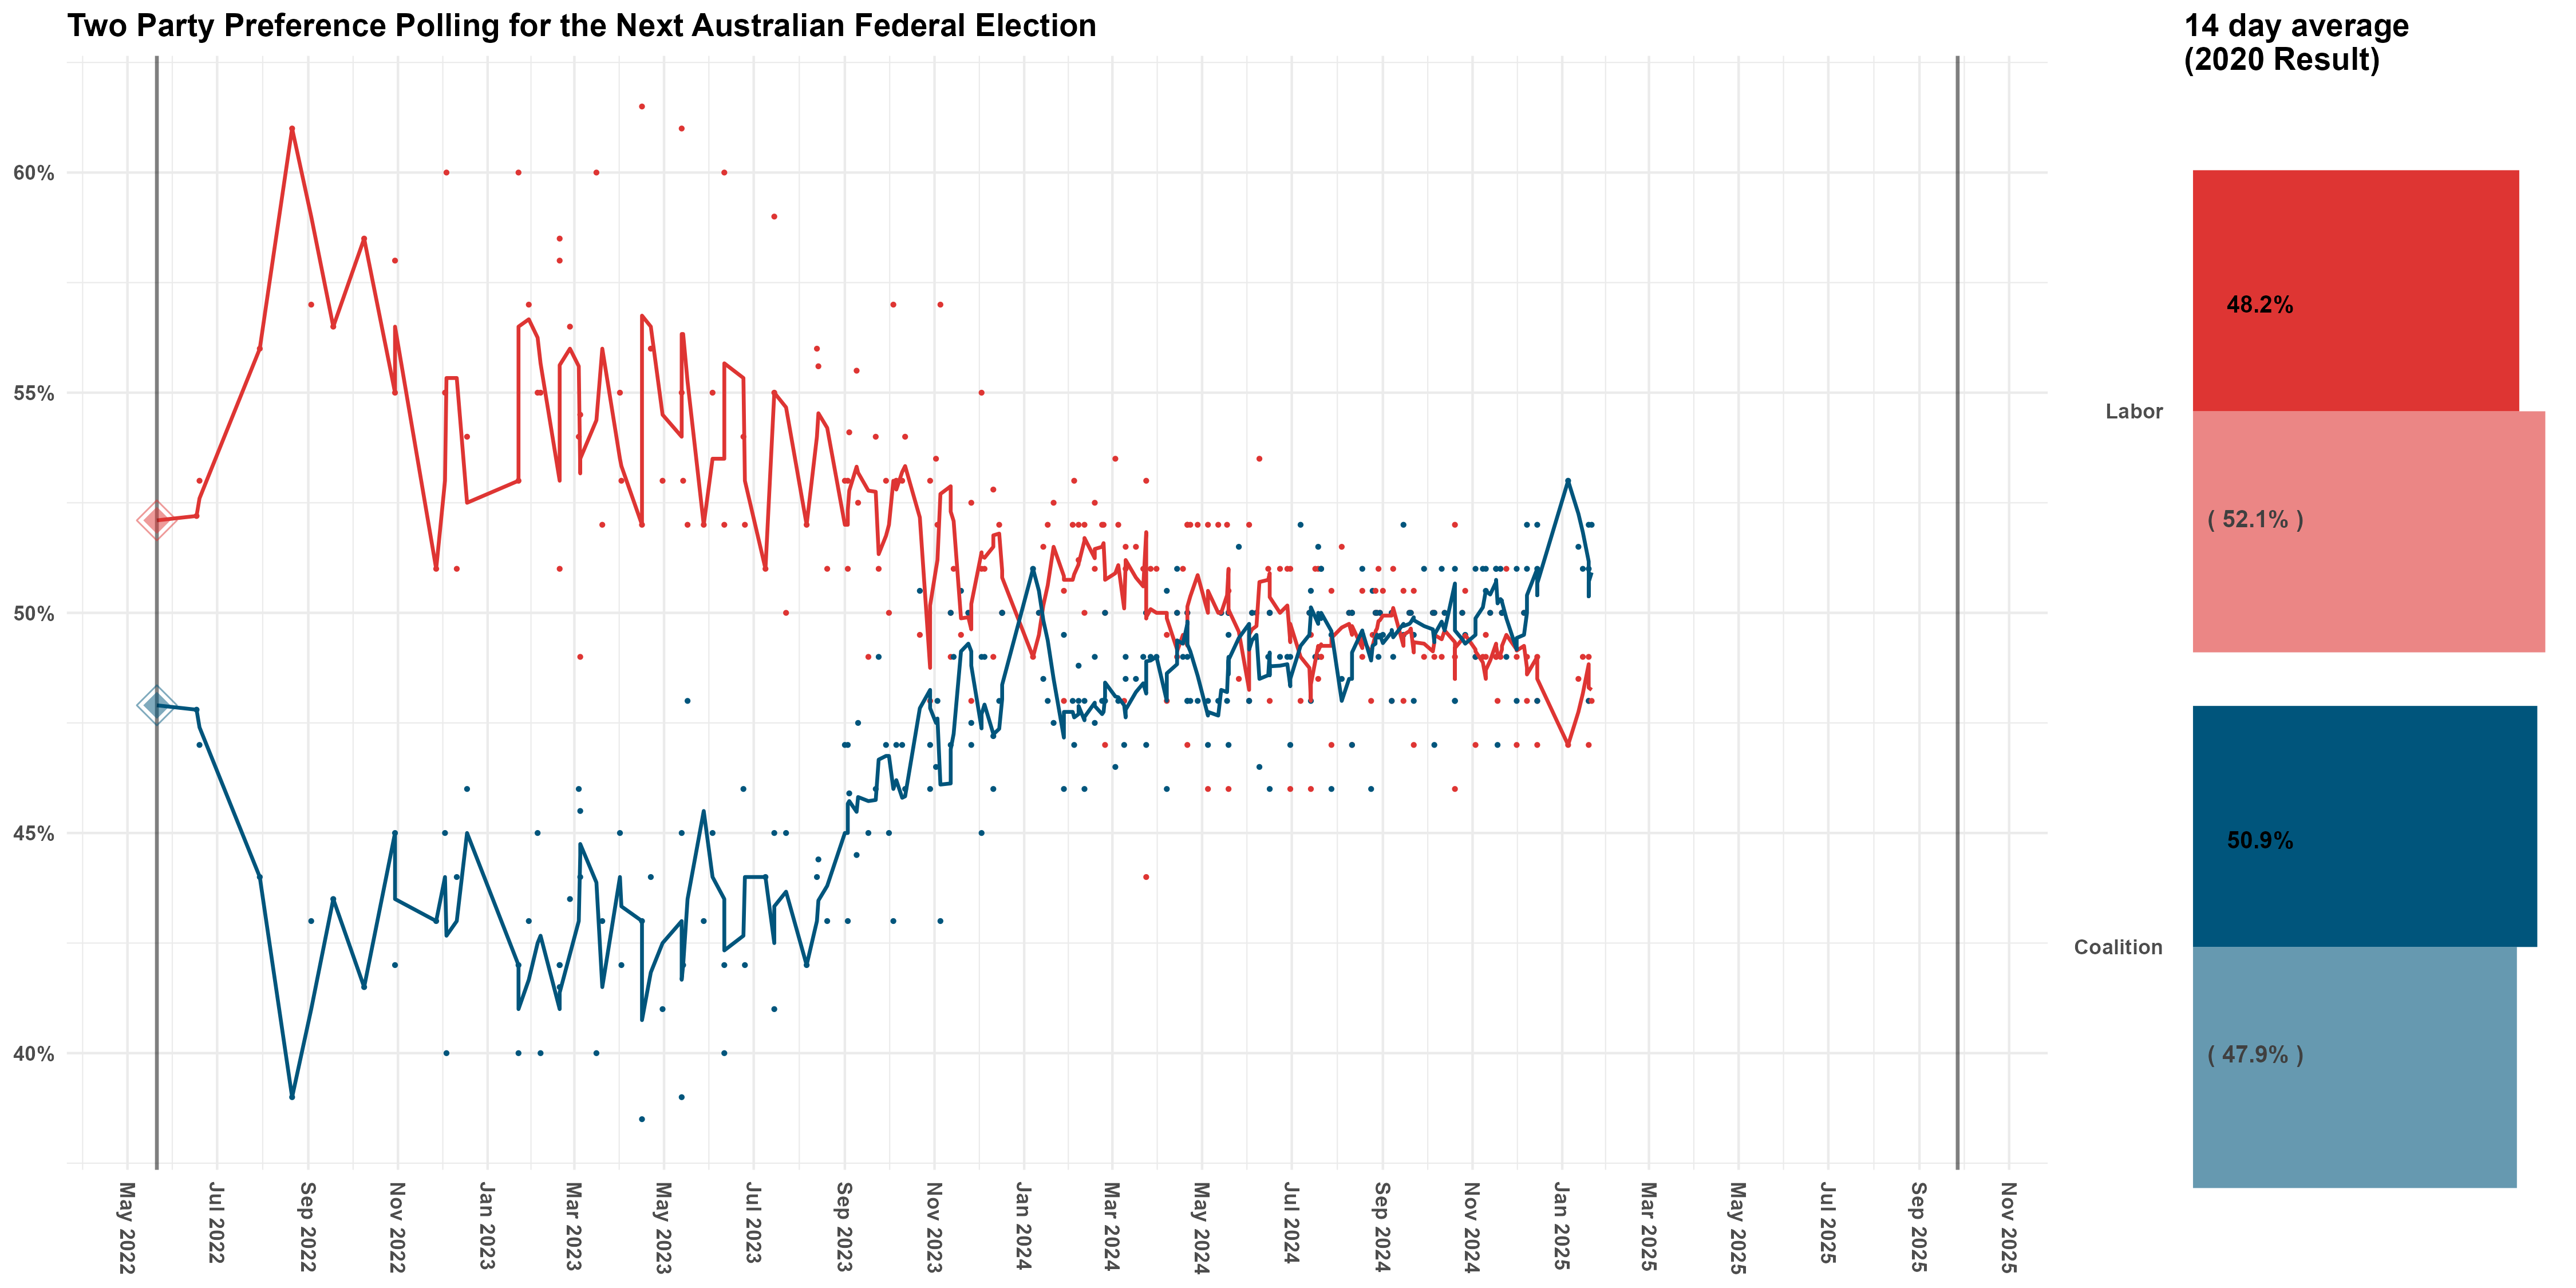 Two Party Preference Polling for the Next Australian Federal Election
14 day average
(2020 Result)
60%
55%
50%
45%
40%
May 2022
Jul 2022
Sep 2022
Nov 2022
Jan 2023
Mar 2023
May 2023
Jul 2023
Sep 2023
Nov 2023
Jan 2024
Mar 2024
May 2024
Jul 2024
Sep 2024
Nov 2024
Jan 2025
Mar 2025
May 2025
Jul 2025
Sep 2025
Nov 2025
Labor
48.2%
( 52.1% )
Coalition
50.9%
( 47.9% )